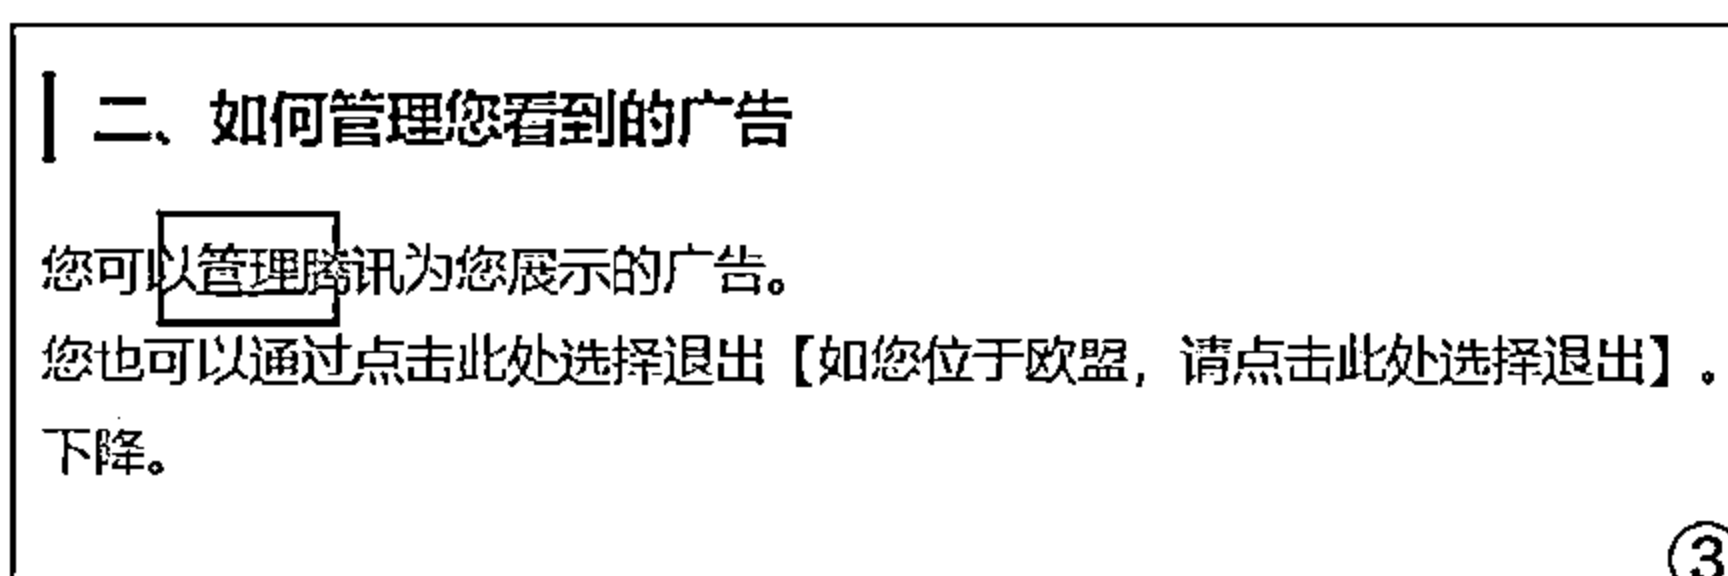 二、如何管理您看到的广告
您可以管理腾讯为您展示的广告。
您也可以通过点击此处选择退出【如您位于欧盟，请点击此处选择退出】。
下降。
③